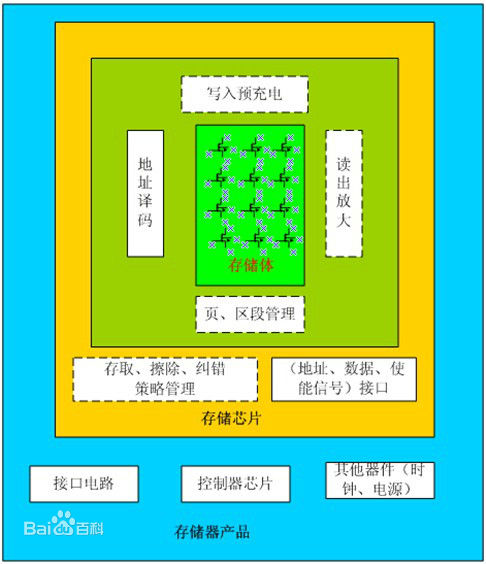 写入预充电
地址译码
读出放大
存储体
页、区段管理
存取、擦除、纠错
策略管理
（地址、数据、使
能信号）接口
存储芯片
接口电路
控制器芯片
其他器件（时
钟、电源）
Bai du 百科
存储器产品